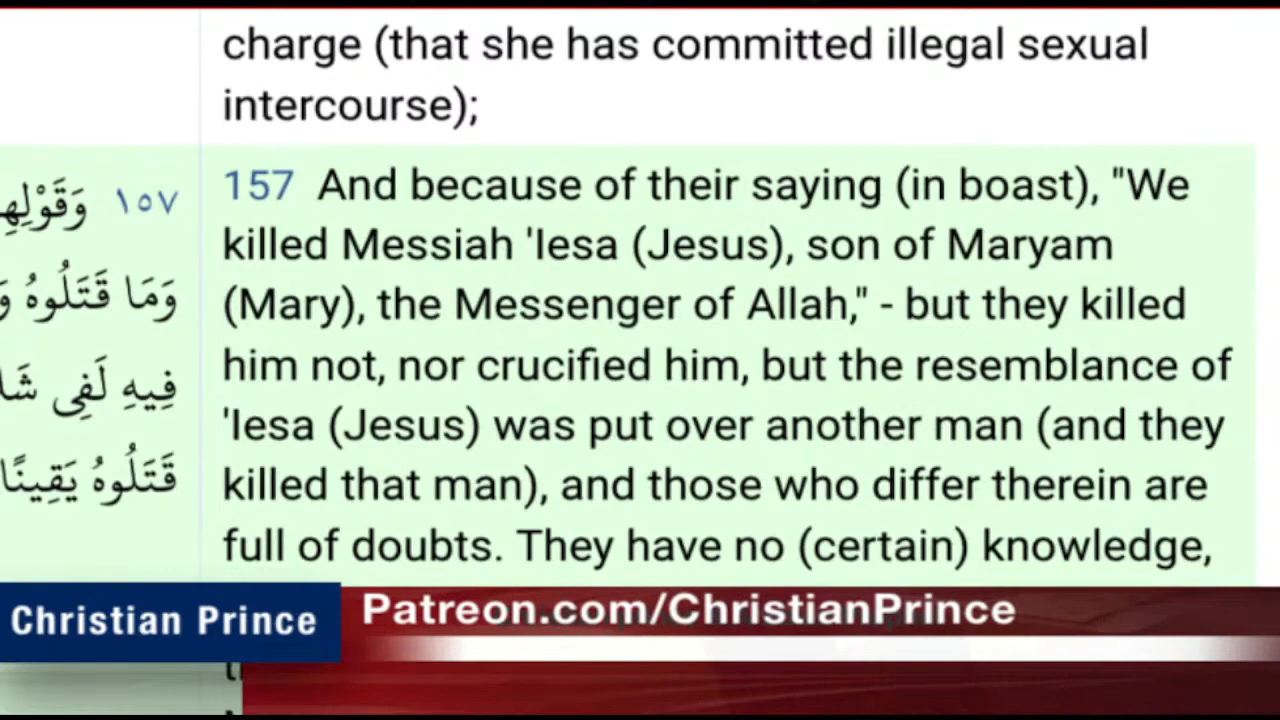 charge (that she has committed illegal sexual
intercourse);
157 And because of their saying (in boast), "We
killed Messiah 'Iesa (Jesus), son of Maryam
(Mary), the Messenger of Allah," - but they killed
him not, nor crucified him, but the resemblance of
'Iesa (Jesus) was put over another man (and they
killed that man), and those who differ therein are
full of doubts. They have no (certain) knowledge,
١٥٧
وَمَا قَتَلُوهُ
فِيهِ لَفِى
قَتَلُوهُ يَقِينًا
Christian Prince
Patreon.com/ChristianPrince